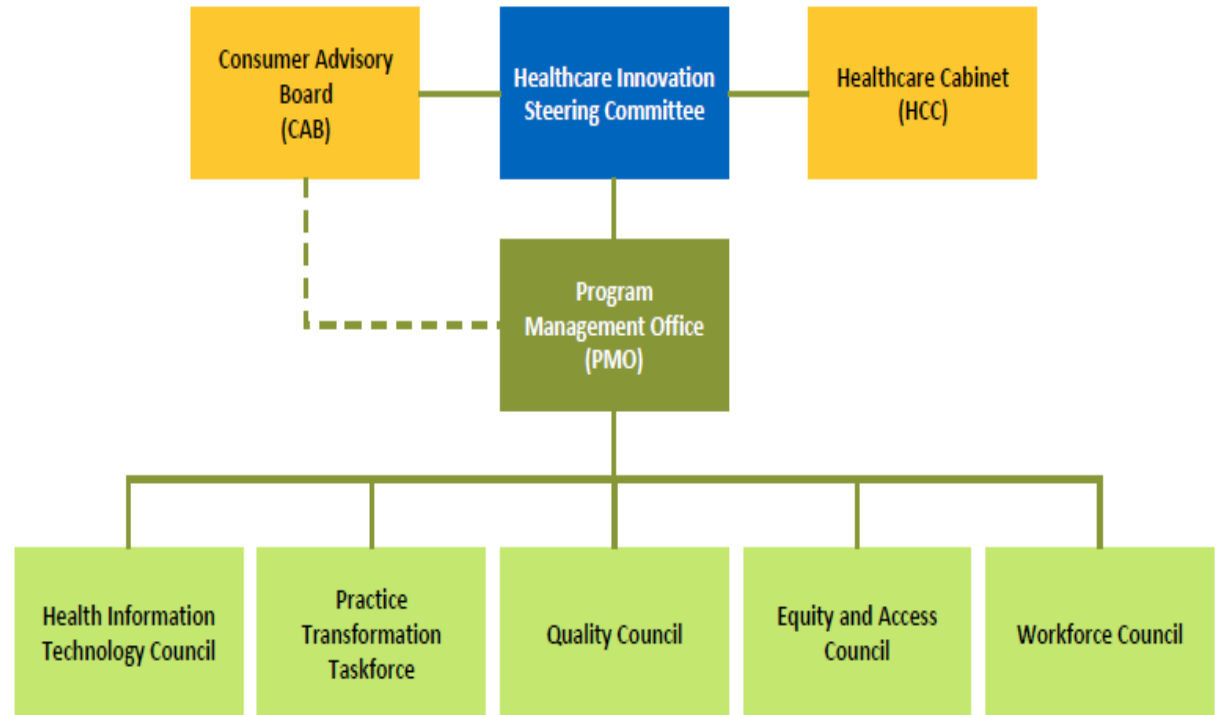 Consumer Advisory
Board
(CAB)
Healthcare Innovation
Steering Committee
Healthcare Cabinet
(HCC)
Program
Management Office
(PMO)
Health Information
Technology Council
Practice
Transformation
Taskforce
Quality Council
Equity and Access
Council
Workforce Council